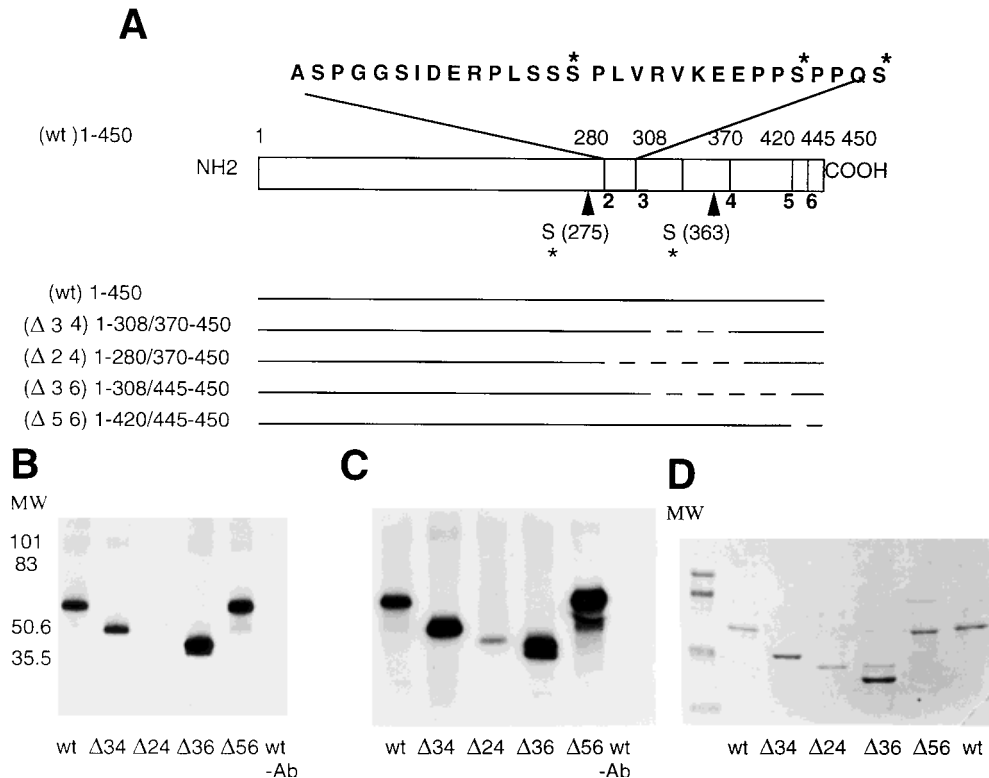 A
* * *
A S P G G S I D E R P L S S S P L V R V K E E P P S P P Q S
(wt )1-450 1 280 308 370 420 445 450
NH2 COOH
2 3 4 5 6
S (275) S (363)
* *
(wt) 1-450
(Δ 3 4) 1-308/370-450
(Δ 2 4) 1-280/370-450
(Δ 3 6) 1-308/445-450
(Δ 5 6) 1-420/445-450
B
MW
101
83
50.6
35.5
wt Δ34 Δ24 Δ36 Δ56 wt
-Ab
C
wt Δ34 Δ24 Δ36 Δ56 wt
-Ab
D
MW
wt Δ34 Δ24 Δ36 Δ56 wt